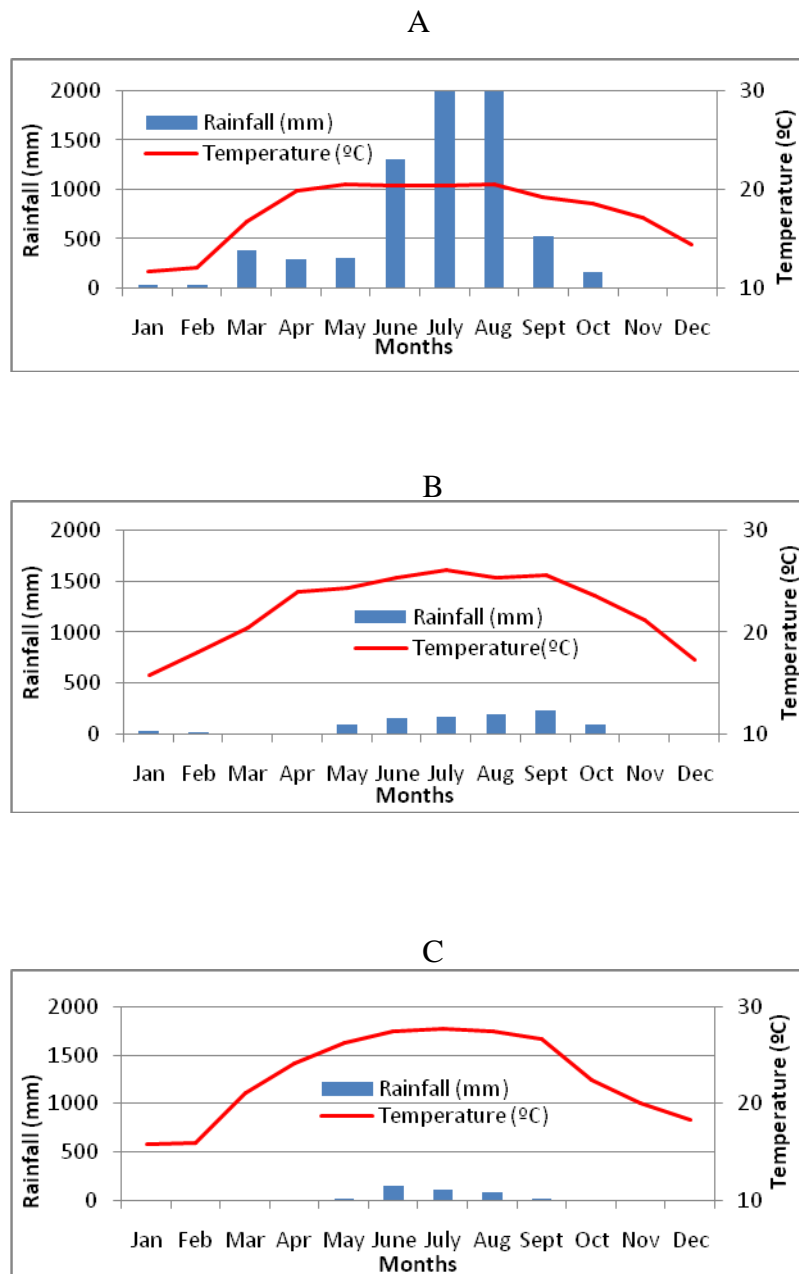 A
Rainfall (mm)
2000
1500
1000
500
0
Rainfall (mm)
Temperature (ºC)
30
20
10
Temperature (ºC)
Jan Feb Mar Apr May June July Aug Sept Oct Nov Dec
Months
B
Rainfall (mm)
2000
1500
1000
500
0
Rainfall (mm)
Temperature(ºC)
30
20
10
Temperature (ºC)
Jan Feb Mar Apr May June July Aug Sept Oct Nov Dec
Months
C
Rainfall (mm)
2000
1500
1000
500
0
Rainfall (mm)
Temperature (ºC)
30
20
10
Temperature (ºC)
Jan Feb Mar Apr May June July Aug Sept Oct Nov Dec
Months